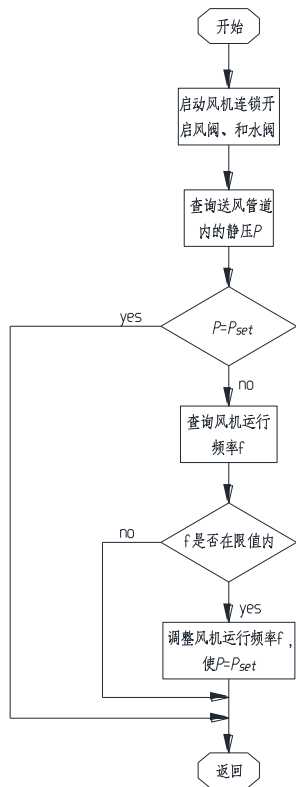 开始
启动风机连锁开
启风阀、和水阀
查询送风管道
内的静压P
yes
P=Pset
no
查询风机运行
频率f
no
f是否在限值内
yes
调整风机运行频率f，
使P=Pset
返回